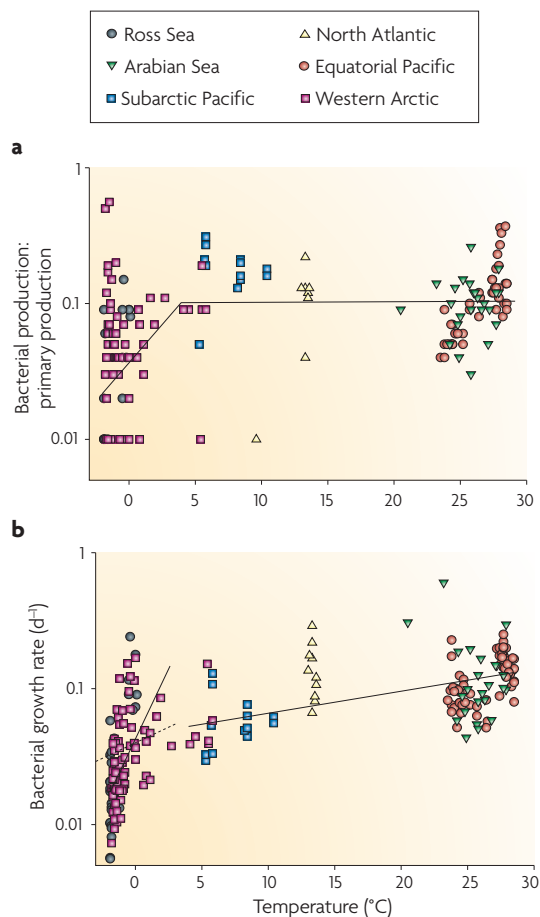 Ross Sea North Atlantic
Arabian Sea Equatorial Pacific
Subarctic Pacific Western Arctic
a
Bacterial production:
primary production
1
0.1
0.01
0 5 10 15 20 25 30
b
Bacterial growth rate (d⁻¹)
1
0.1
0.01
0 5 10 15 20 25 30
Temperature (°C)